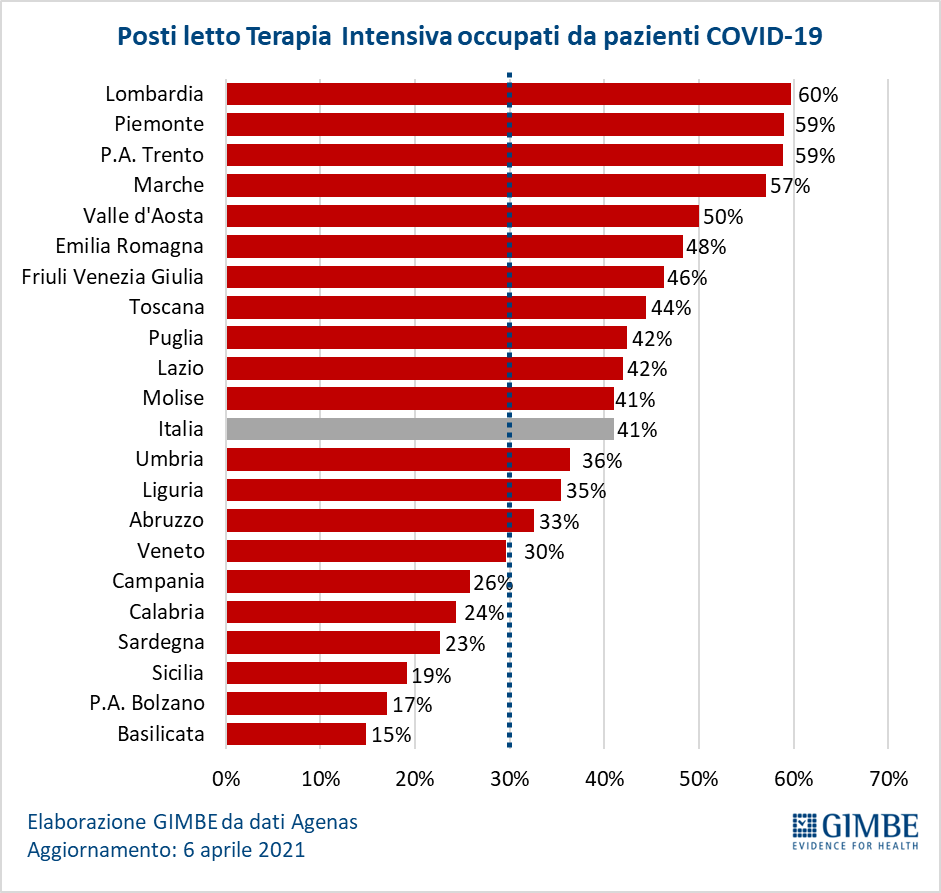 Posti letto Terapia Intensiva occupati da pazienti COVID-19
Lombardia 60%
Piemonte 59%
P.A. Trento 59%
Marche 57%
Valle d'Aosta 50%
Emilia Romagna 48%
Friuli Venezia Giulia 46%
Toscana 44%
Puglia 42%
Lazio 42%
Molise 41%
Italia 41%
Umbria 36%
Liguria 35%
Abruzzo 33%
Veneto 30%
Campania 26%
Calabria 24%
Sardegna 23%
Sicilia 19%
P.A. Bolzano 17%
Basilicata 15%
0% 10% 20% 30% 40% 50% 60% 70%
Elaborazione GIMBE da dati Agenas
Aggiornamento: 6 aprile 2021
GIMBE
EVIDENCE FOR HEALTH